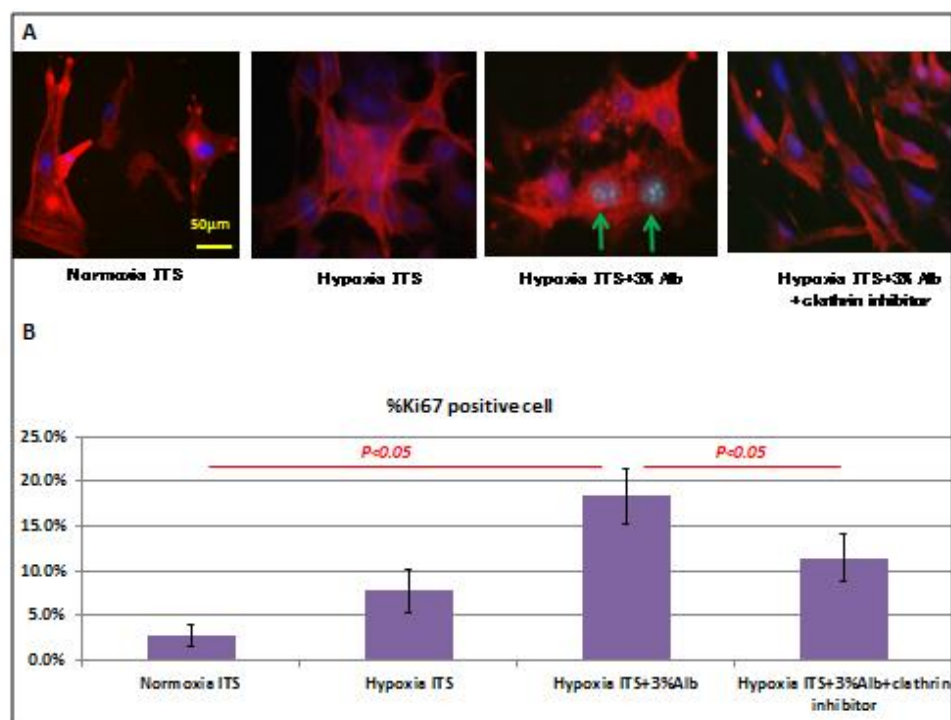 A
50µm
Normoxia ITS
Hypoxia ITS
Hypoxia ITS+3% Alb
Hypoxia ITS+3% Alb
+clathrin inhibitor
B
%Ki67 positive cell
25.0%
20.0%
15.0%
10.0%
5.0%
0.0%
P<0.05
P<0.05
Normoxia ITS
Hypoxia ITS
Hypoxia ITS+3%Alb
Hypoxia ITS+3%Alb+clathrin
inhibitor